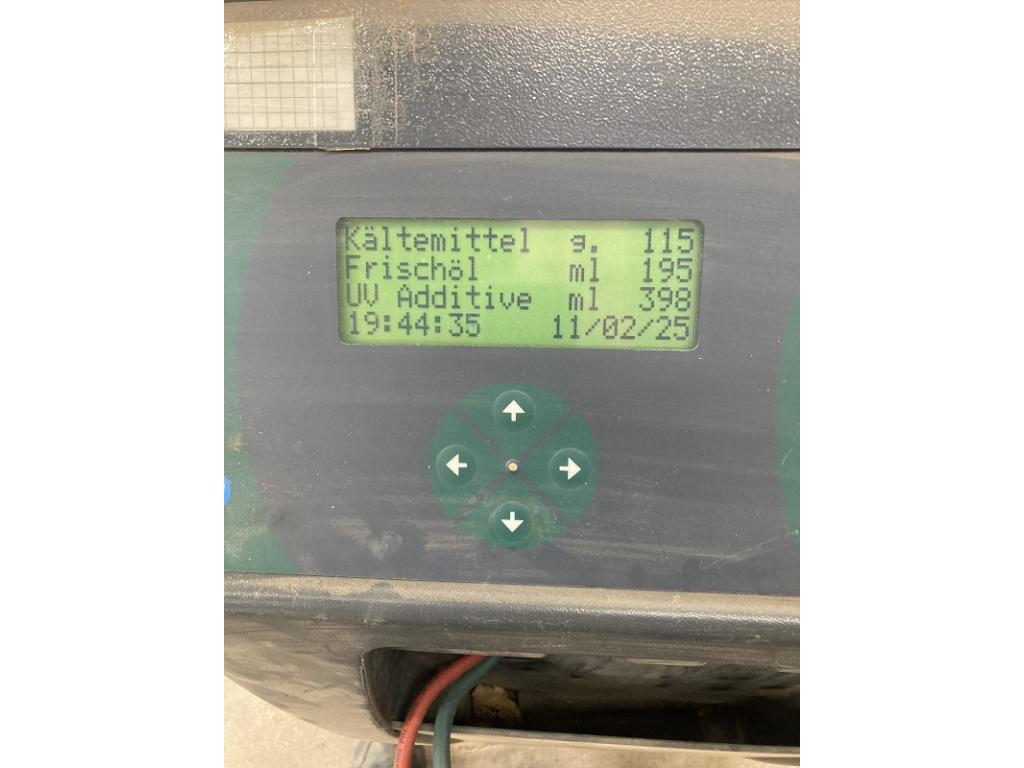 Kältemittel g. 115
Frischöl ml 195
UV Additive ml 398
19:44:35 11/02/25